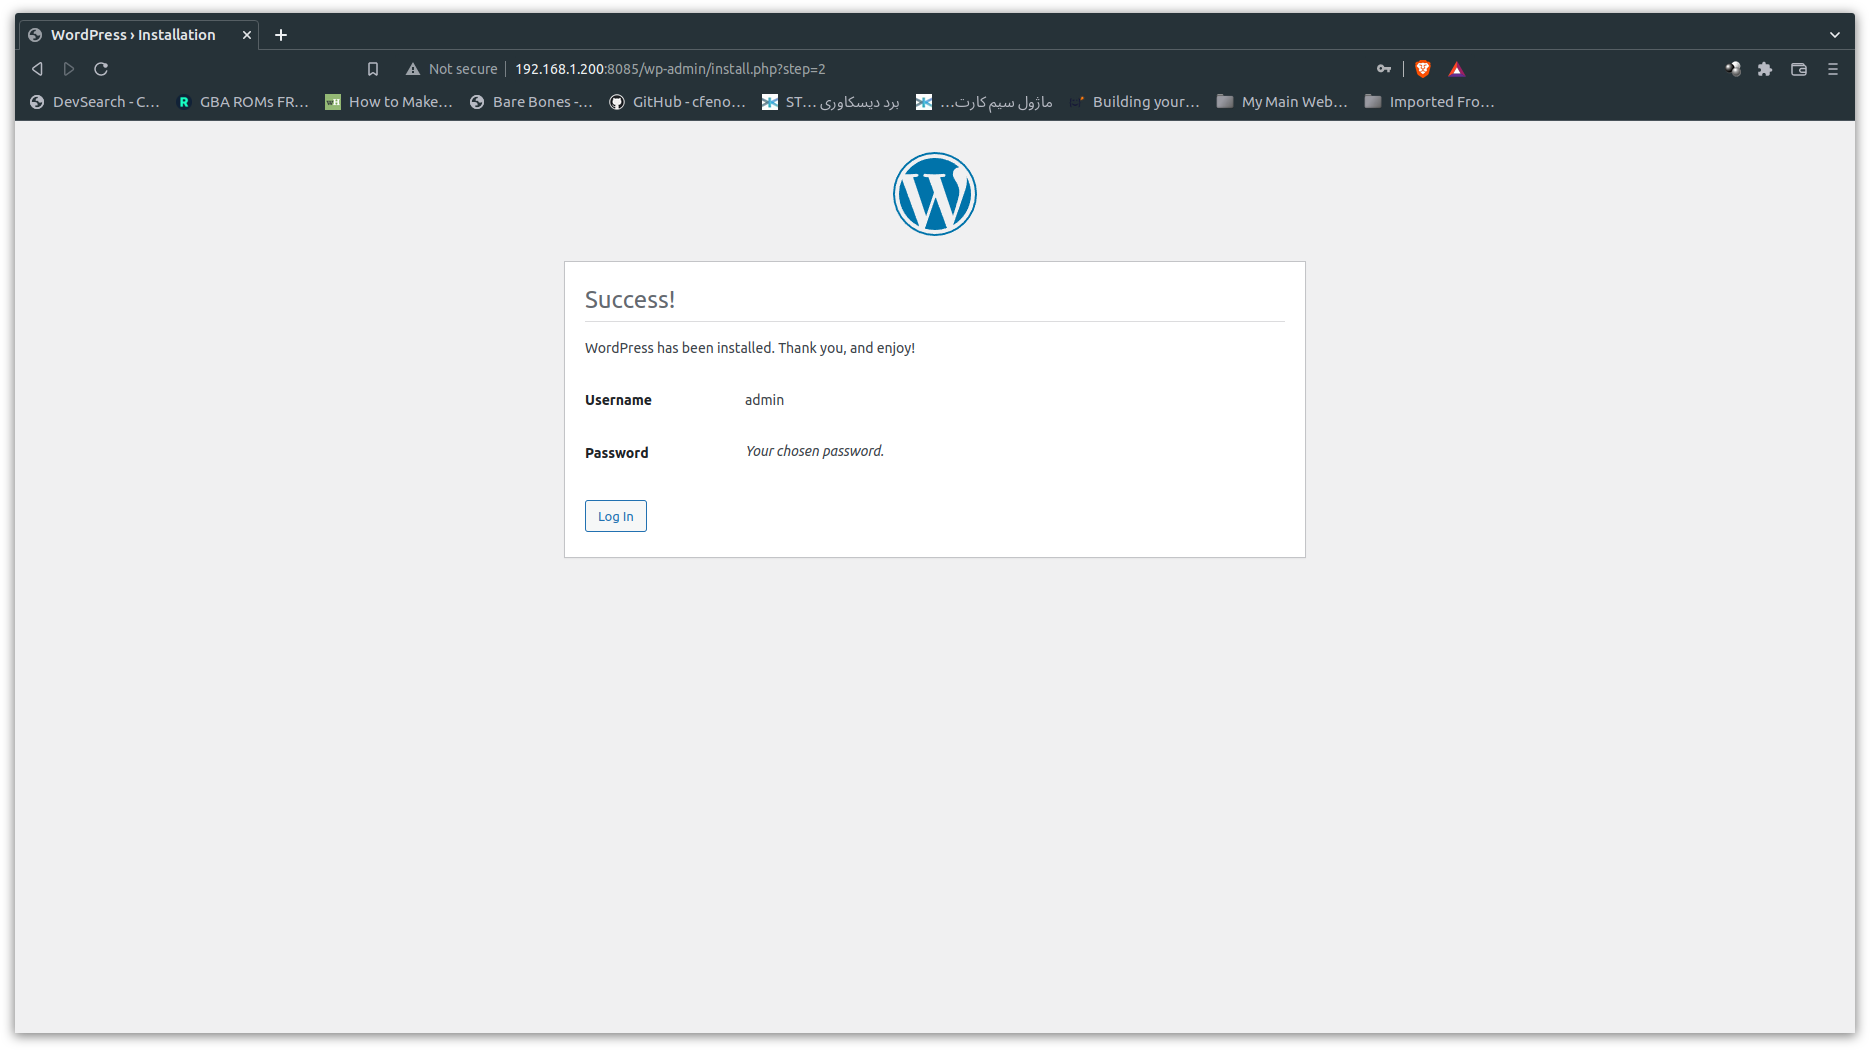 WordPress › Installation
Not secure 192.168.1.200:8085/wp-admin/install.php?step=2
DevSearch - C... GBA ROMs FR... How to Make... Bare Bones -... GitHub - cfeno... ST... برد دیسکاوری ماژول سیم کارت... Building your... My Main Web... Imported Fro...
Success!
WordPress has been installed. Thank you, and enjoy!
Username admin
Password Your chosen password.
Log In